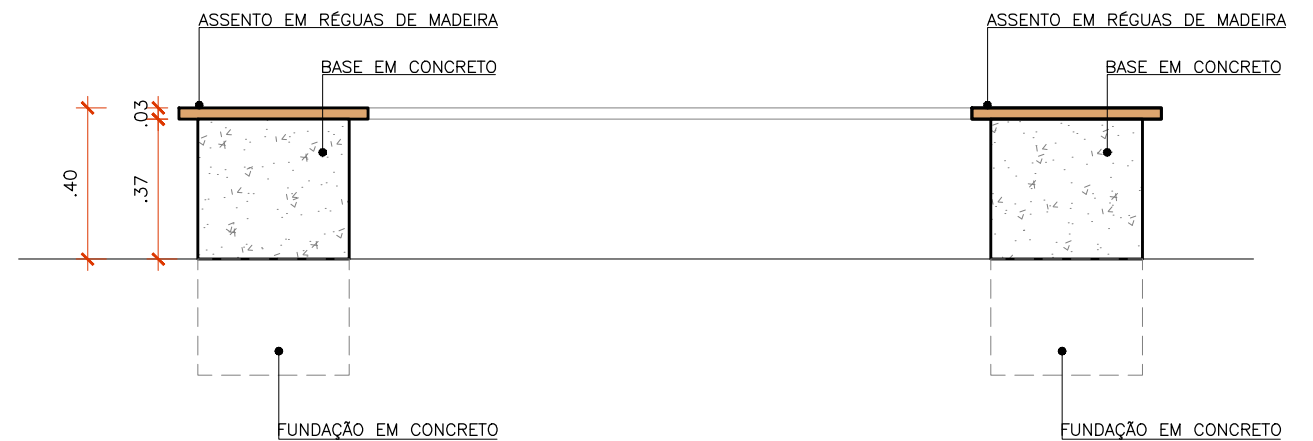 ASSENTO EM RÉGUAS DE MADEIRA
ASSENTO EM RÉGUAS DE MADEIRA
BASE EM CONCRETO
BASE EM CONCRETO
.03
.40
.37
FUNDAÇÃO EM CONCRETO
FUNDAÇÃO EM CONCRETO